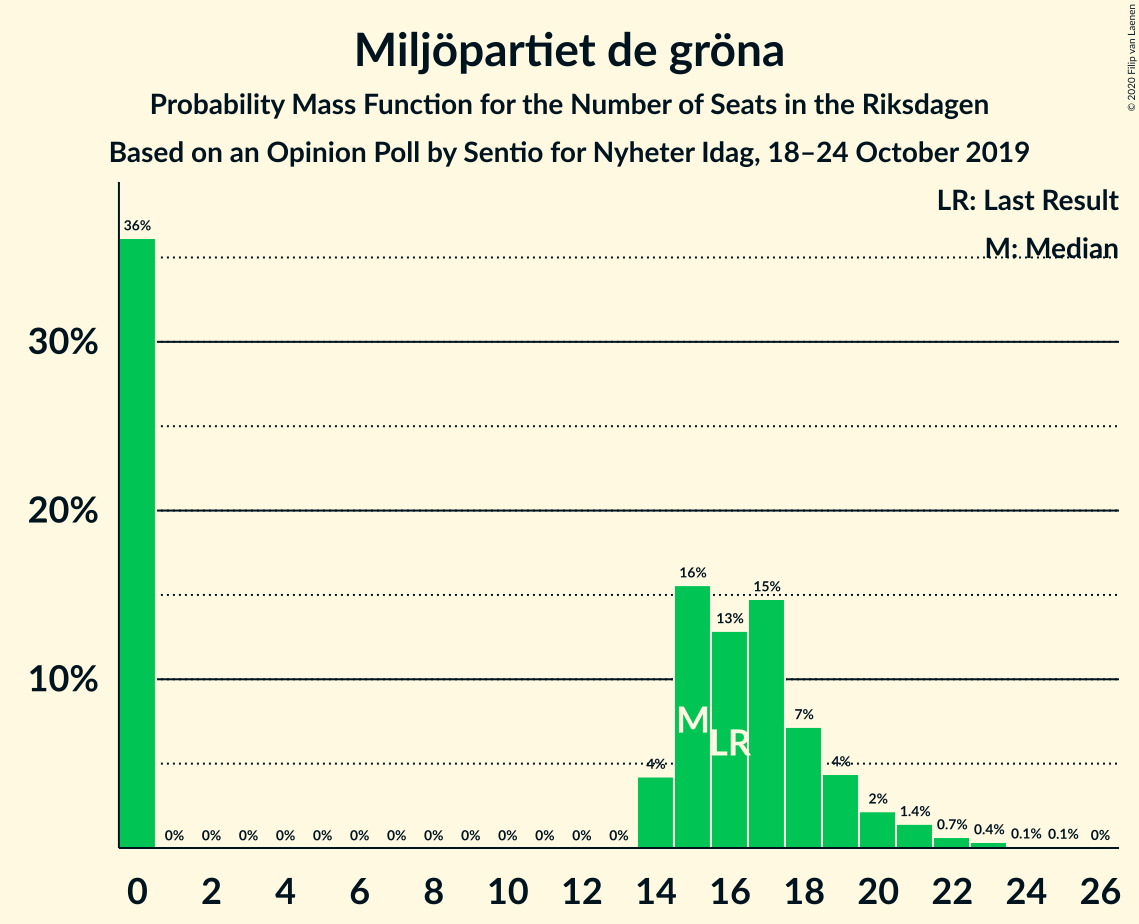 Miljöpartiet de gröna
Probability Mass Function for the Number of Seats in the Riksdagen
Based on an Opinion Poll by Sentio for Nyheter Idag, 18–24 October 2019
© 2020 Filip van Laenen
LR: Last Result
M: Median
36%
30%
20%
16%
15%
13%
10%
M
7%
LR
4%
4%
2%
1.4%
0% 0% 0% 0% 0% 0% 0% 0% 0% 0% 0% 0% 0% 0.7% 0.4% 0.1% 0.1% 0%
0 2 4 6 8 10 12 14 16 18 20 22 24 26